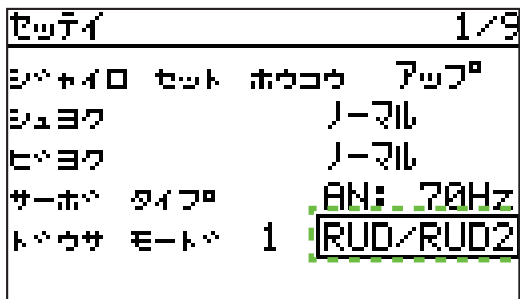 セッテイ 1/9
ジャイロ セット ホウコウ アップ
シュヨク ノーマル
ビヨク ノーマル
サーボ タイプ AN: 70Hz
ドウサ モード 1 RUD/RUD2